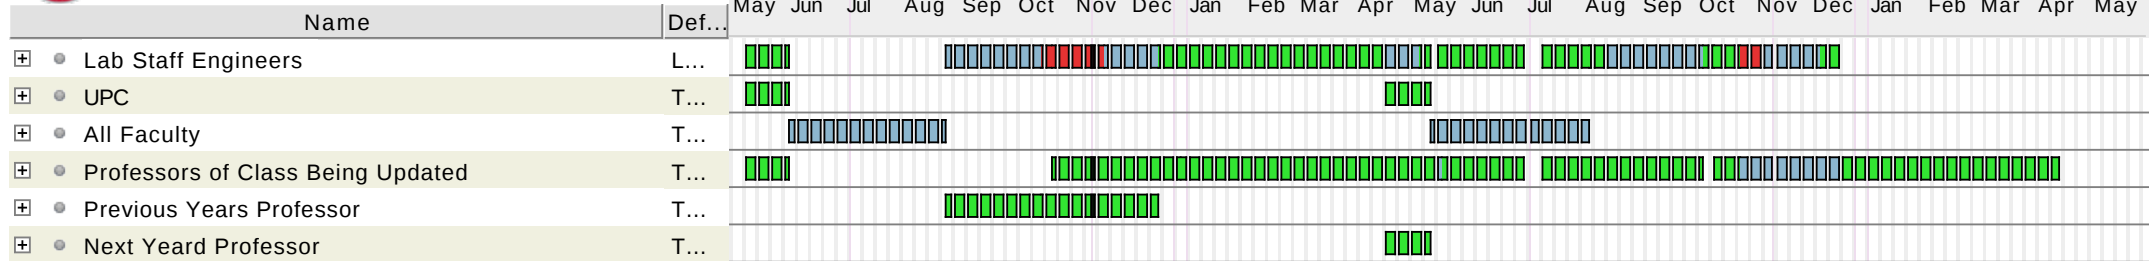 May Jun Jul Aug Sep Oct Nov Dec Jan Feb Mar Apr May Jun Jul Aug Sep Oct Nov Dec Jan Feb Mar Apr May
Name Def...
Lab Staff Engineers L...
UPC T...
All Faculty T...
Professors of Class Being Updated T...
Previous Years Professor T...
Next Yeard Professor T...